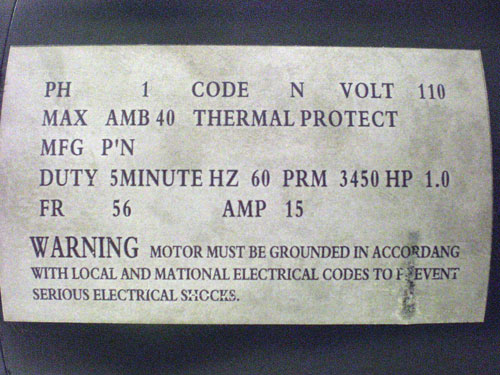 PH 1 CODE N VOLT 110
MAX AMB 40 THERMAL PROTECT
MFG P'N
DUTY 5MINUTE HZ 60 PRM 3450 HP 1.0
FR 56 AMP 15
WARNING MOTOR MUST BE GROUNDED IN ACCORDANG
WITH LOCAL AND MATIONAL ELECTRICAL CODES TO
SERIOUS ELECTRICAL SHOCKS.